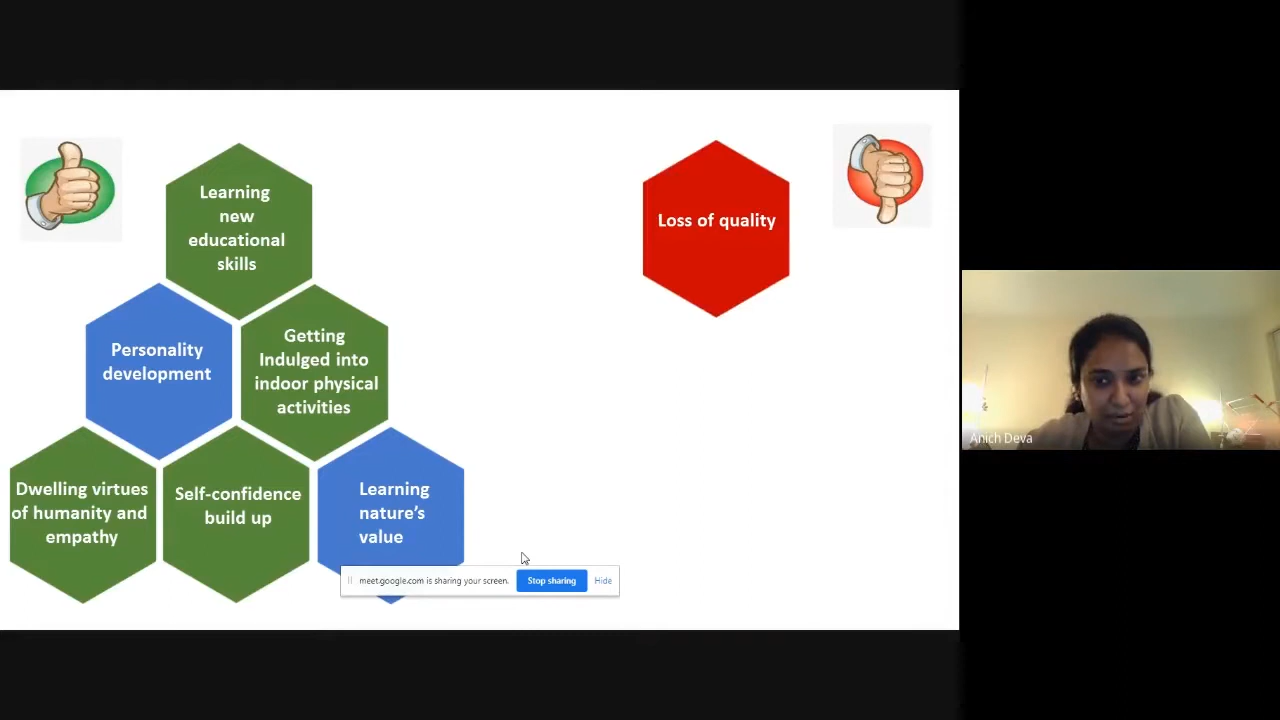 Learning
new
educational
skills
Loss of quality
Personality
development
Getting
Indulged into
indoor physical
activities
Dwelling virtues
of humanity and
empathy
Self-confidence
build up
Learning
nature's
value
meet.google.com is sharing your screen.
Stop sharing
Hide
Anich Deva